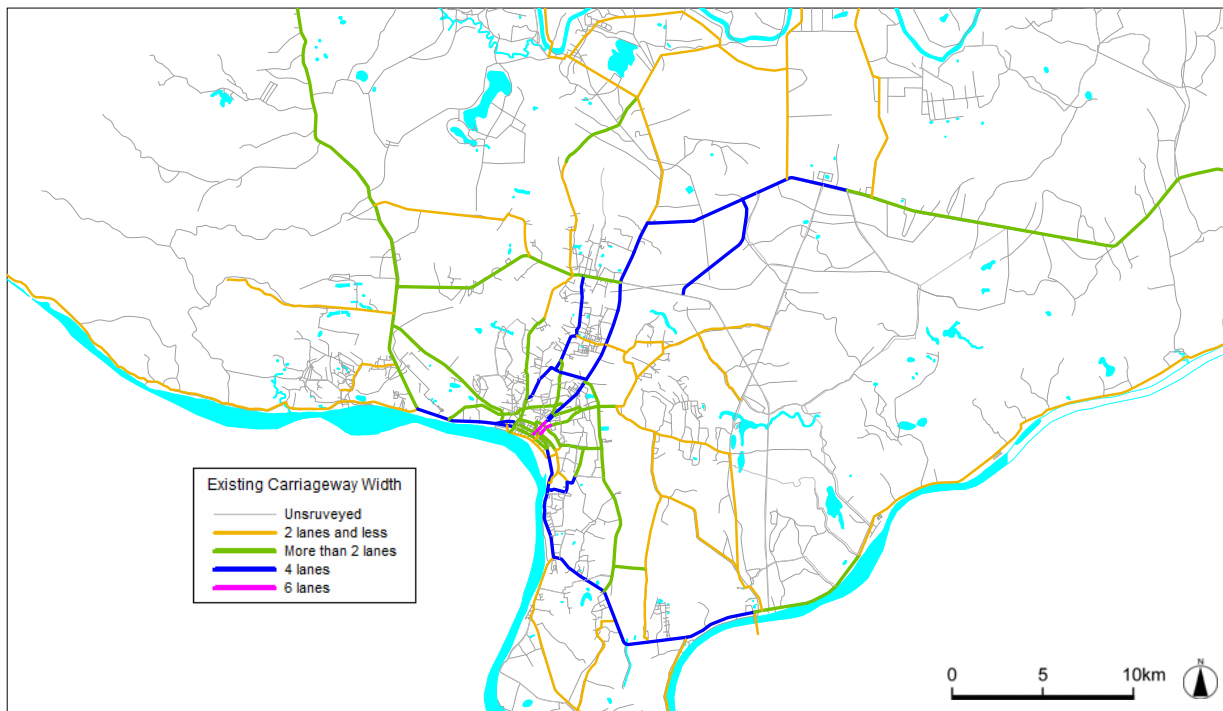 Existing Carriageway Width
Unsruveyed
2 lanes and less
More than 2 lanes
4 lanes
6 lanes
0 5 10km
N